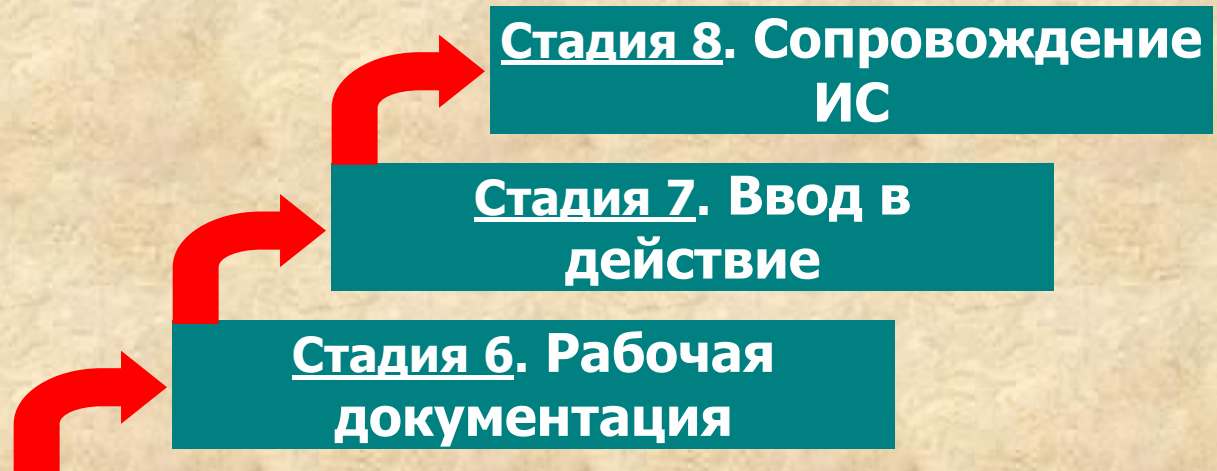 Стадия 8. Сопровождение
ИС
Стадия 7. Ввод в
действие
Стадия 6. Рабочая
документация